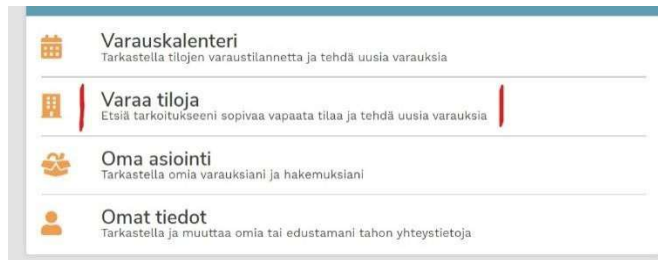 Varauskalenteri
Tarkastella tilojen varaustilannetta ja tehdä uusia varauksia
Varaa tiloja
Etsiä tarkoitukseeni sopivaa vapaata tilaa ja tehdä uusia varauksia
Oma asiointi
Tarkastella omia varauksiani ja hakemuksiani
Omat tiedot
Tarkastella ja muuttaa omia tai edustamani tahon yhteystietoja